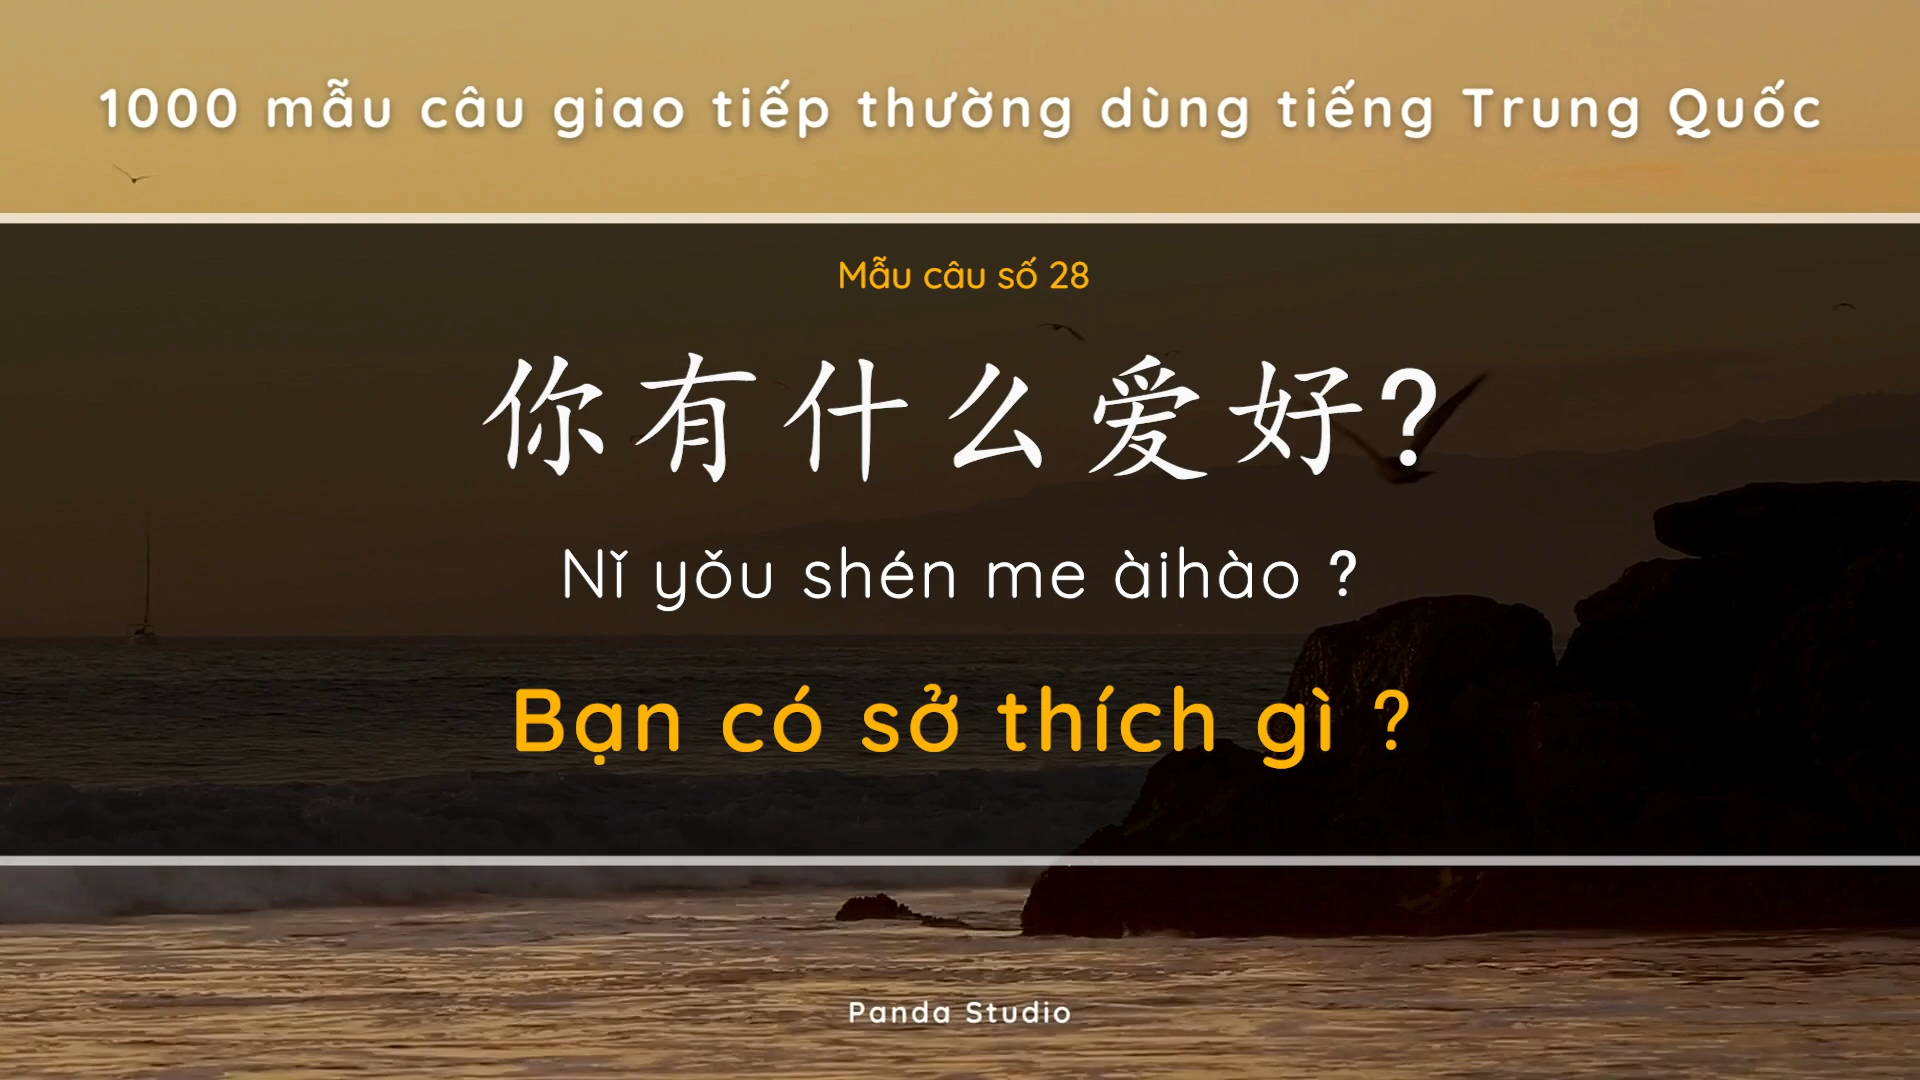 1000 mẫu câu giao tiếp thường dùng tiếng Trung Quốc
Mẫu câu số 28
你有什么爱好?
Nǐ yǒu shén me àihào ?
Bạn có sở thích gì ?
Panda Studio